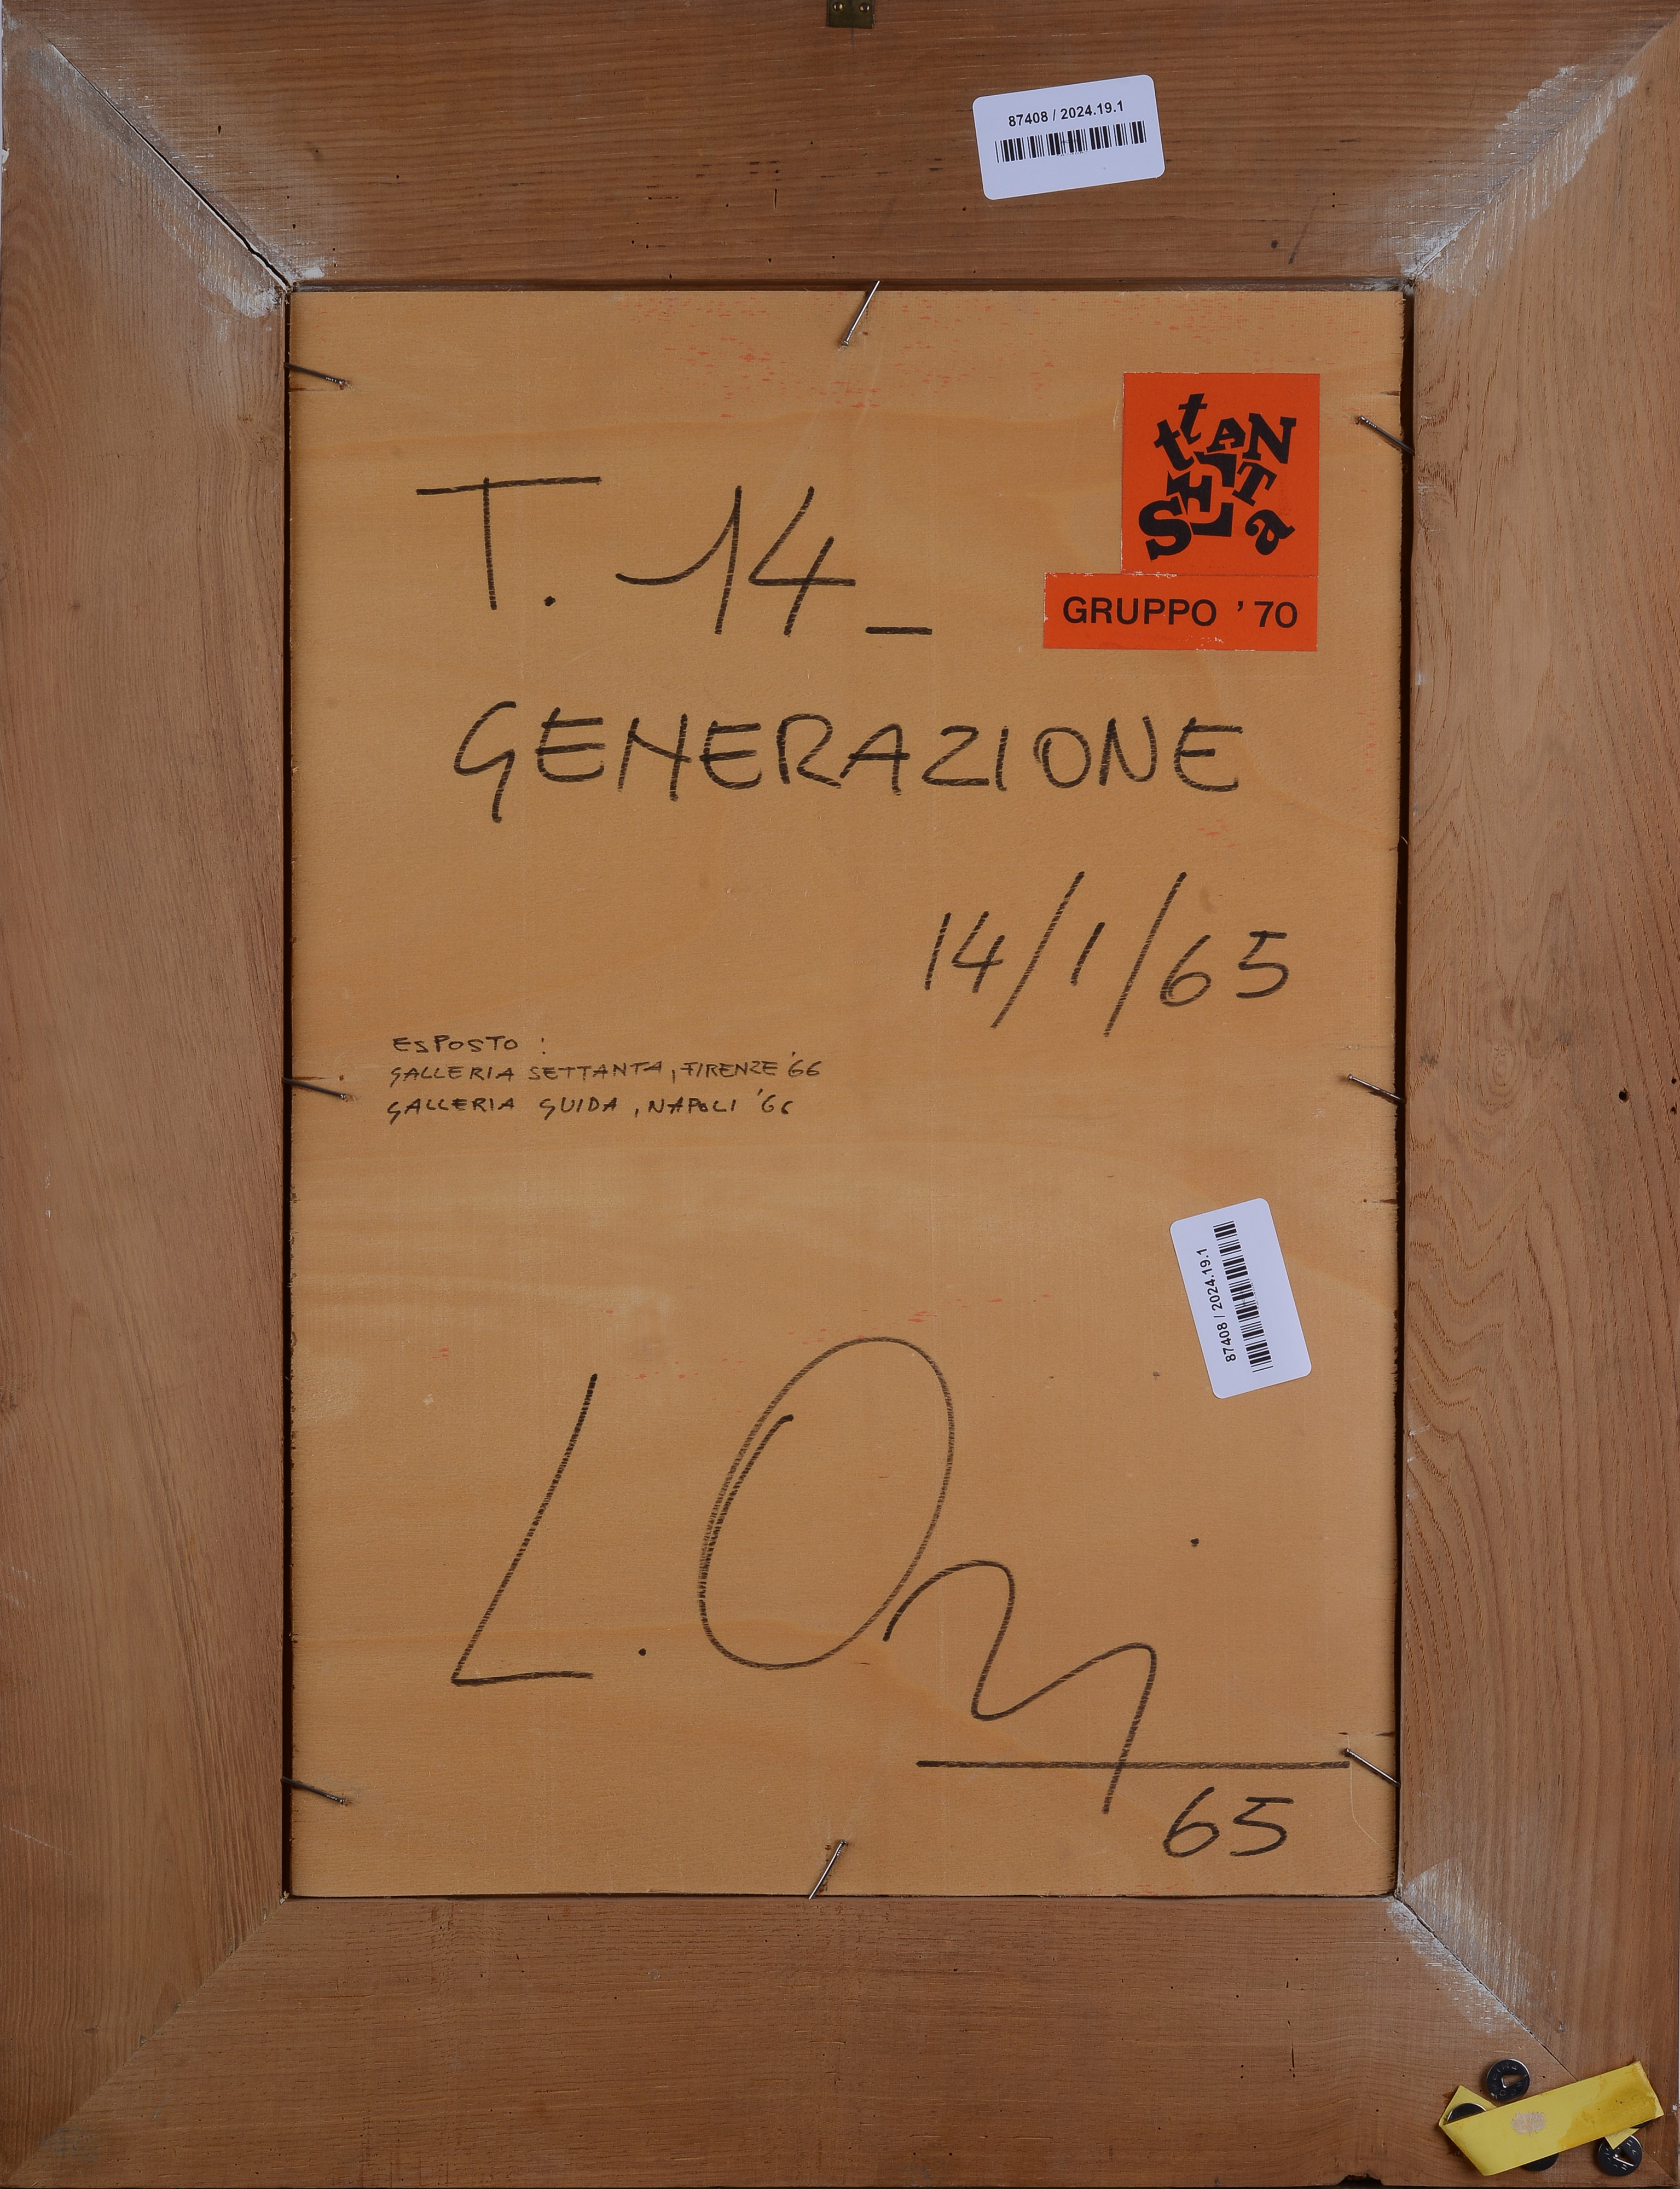 87408 / 2024.19.1
SEttANTa
GRUPPO '70
T. 14_
GENERAZIONE
14/1/65
ESPOSTO :
GALLERIA SETTANTA, FIRENZE '66
GALLERIA GUIDA, NAPOLI '66
87408 / 2024.19.1
L. Ori
65